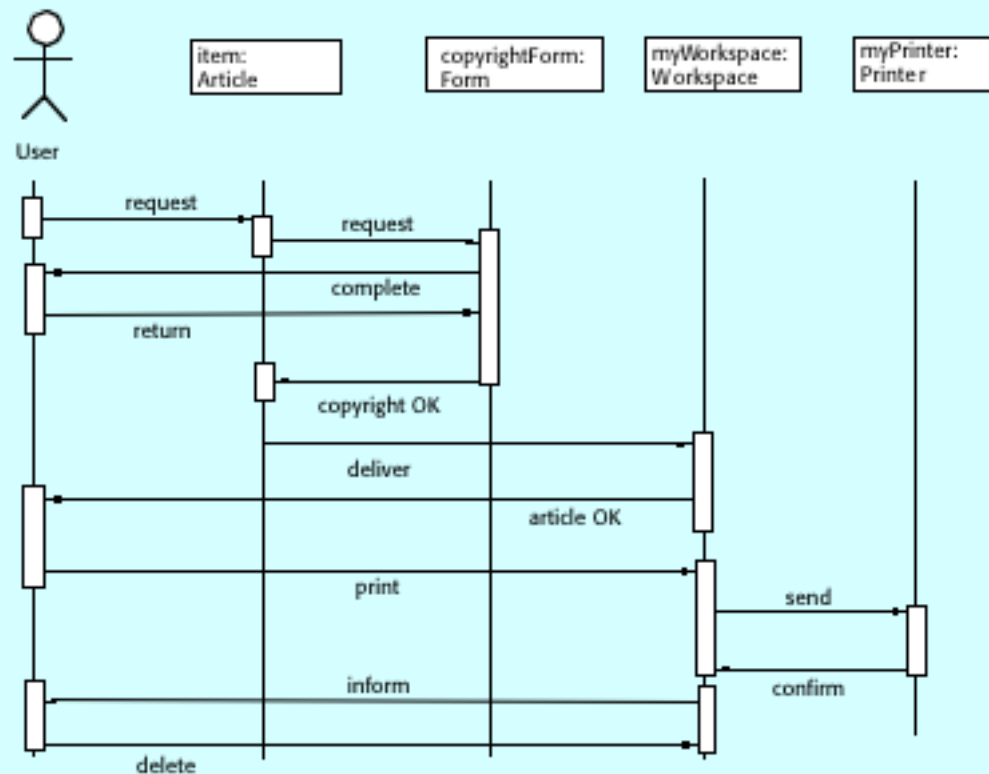 item:
Article
copyrightForm:
Form
myWorkspace:
Workspace
myPrinter:
Printer
User
request
request
complete
return
copyright OK
deliver
article OK
print
send
inform
confirm
delete